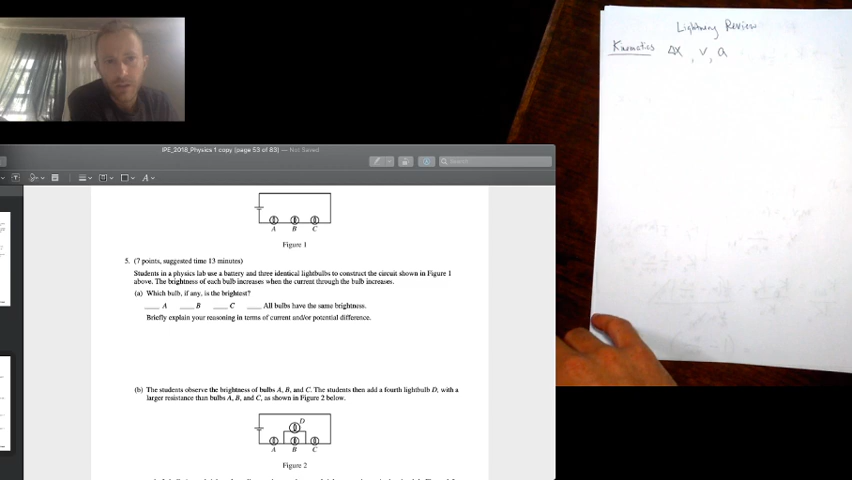 Lightning Review
Kinematics Δx, v, a
IPE_2018_Physics 1 copy (page 53 of 83) — Not Saved
Search
A B C
Figure 1
5. (7 points, suggested time 13 minutes)
Students in a physics lab use a battery and three identical lightbulbs to construct the circuit shown in Figure 1
above. The brightness of each bulb increases when the current through the bulb increases.
(a) Which bulb, if any, is the brightest?
____ A ____ B ____ C ____ All bulbs have the same brightness.
Briefly explain your reasoning in terms of current and/or potential difference.
(b) The students observe the brightness of bulbs A, B, and C. The students then add a fourth lightbulb D, with a
larger resistance than bulbs A, B, and C, as shown in Figure 2 below.
D
A B C
Figure 2